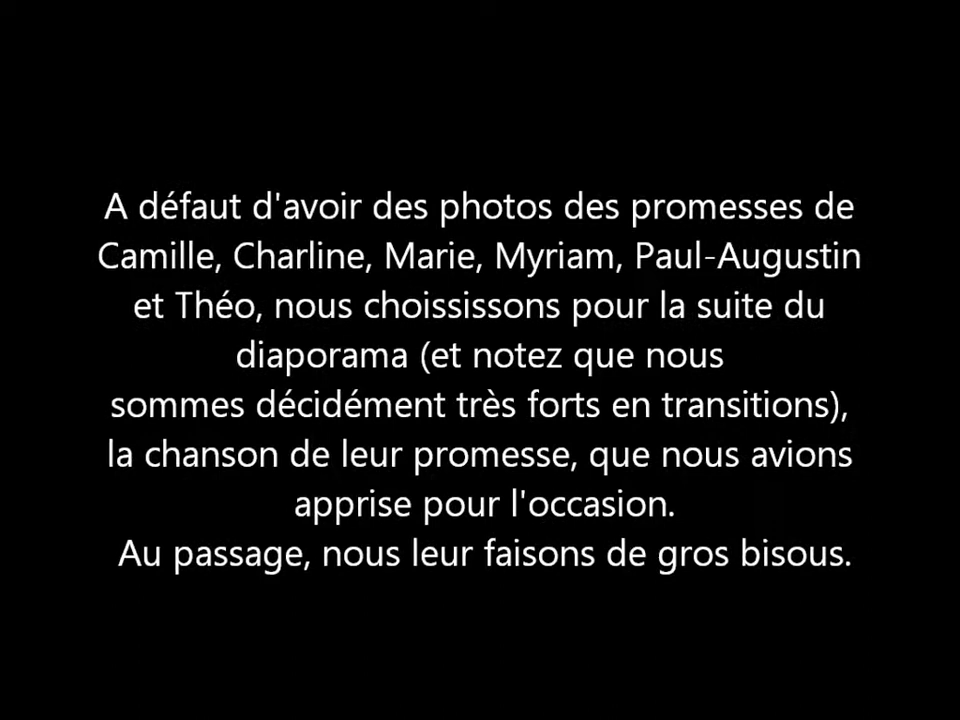 A défaut d'avoir des photos des promesses de
Camille, Charline, Marie, Myriam, Paul-Augustin
et Théo, nous choississons pour la suite du
diaporama (et notez que nous
sommes décidément très forts en transitions),
la chanson de leur promesse, que nous avions
apprise pour l'occasion.
Au passage, nous leur faisons de gros bisous.